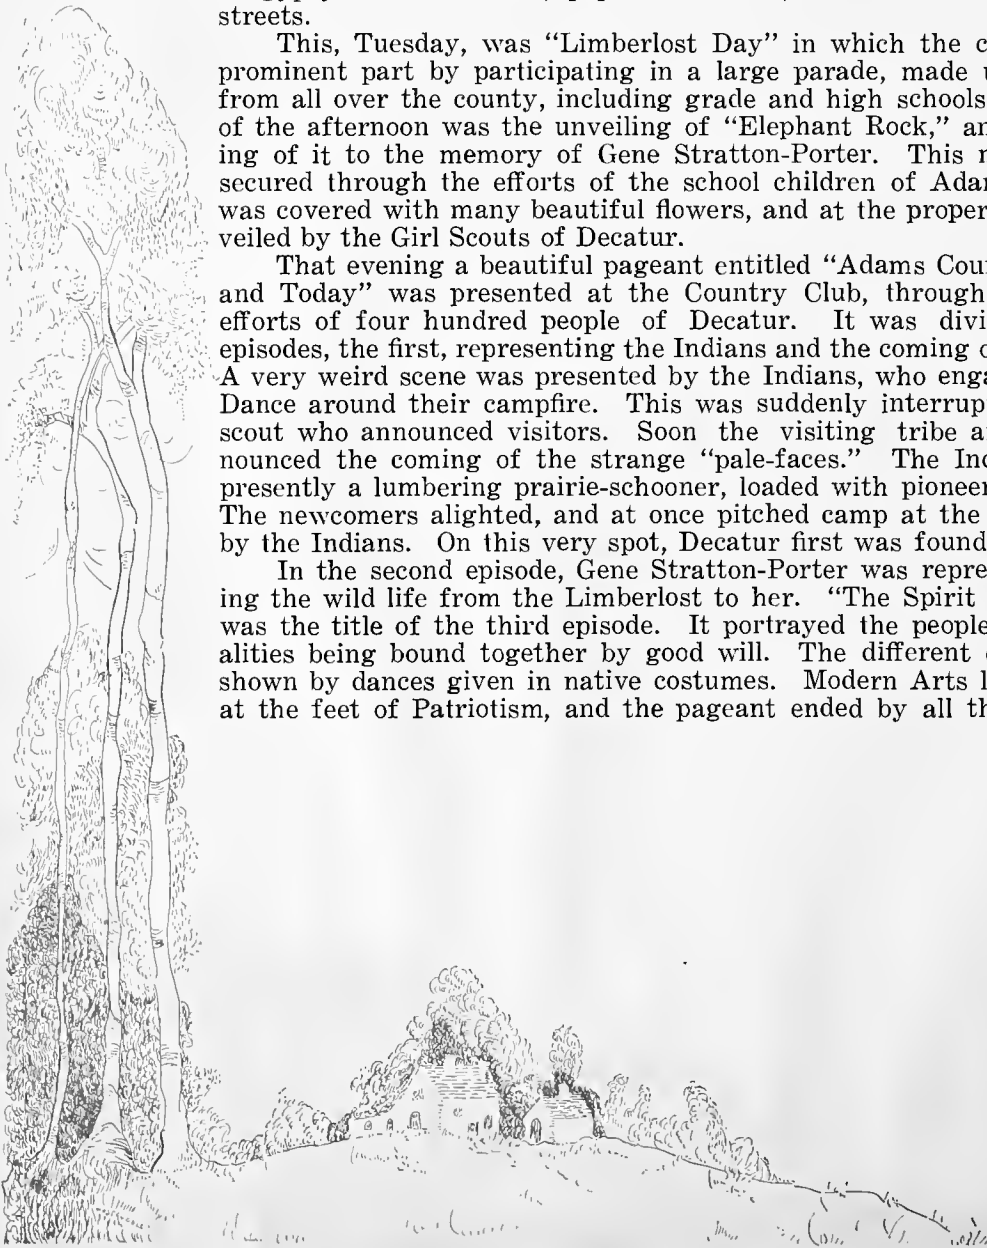 streets.
This, Tuesday, was “Limberlost Day” in which the
prominent part by participating in a large parade, made
from all over the county, including grade and high schools
of the afternoon was the unveiling of “Elephant Rock,”
ing of it to the memory of Gene Stratton-Porter. This
secured through the efforts of the school children of
was covered with many beautiful flowers, and at the proper
veiled by the Girl Scouts of Decatur.
That evening a beautiful pageant entitled “Adams
and Today” was presented at the Country Club, through
efforts of four hundred people of Decatur. It was
episodes, the first, representing the Indians and the coming
A very weird scene was presented by the Indians, who
Dance around their campfire. This was suddenly
scout who announced visitors. Soon the visiting tribe
nounced the coming of the strange “pale-faces.” The
presently a lumbering prairie-schooner, loaded with
The newcomers alighted, and at once pitched camp at the
by the Indians. On this very spot, Decatur first was
In the second episode, Gene Stratton-Porter was
ing the wild life from the Limberlost to her. “The Spirit
was the title of the third episode. It portrayed the people
alities being bound together by good will. The different
shown by dances given in native costumes. Modern Arts
at the feet of Patriotism, and the pageant ended by all